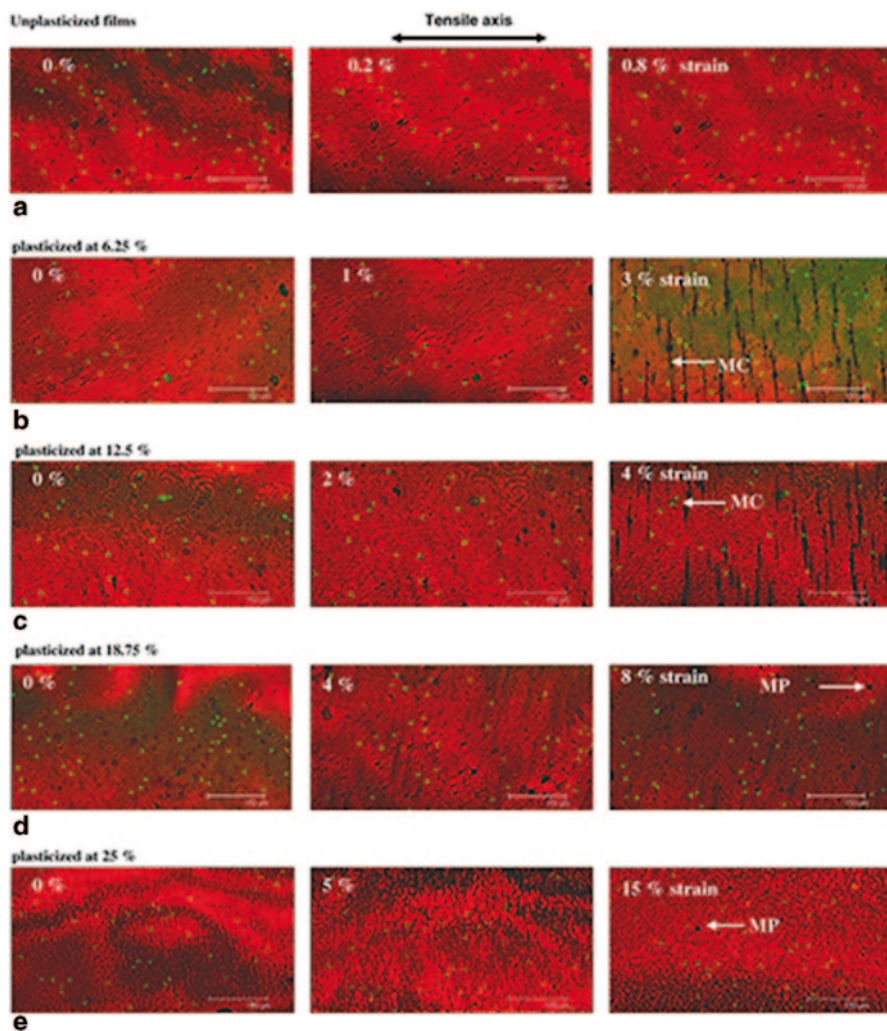 Unplasticized films
Tensile axis
0 %
0.2 %
0.8 % strain
a
plasticized at 6.25 %
0 %
1 %
3 % strain
MC
b
plasticized at 12.5 %
0 %
2 %
4 % strain
MC
c
plasticized at 18.75 %
0 %
4 %
8 % strain
MP
d
plasticized at 25 %
0 %
5 %
15 % strain
MP
e